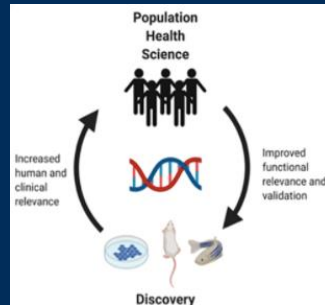 Population
Health
Science
Increased
human and
clinical
relevance
Improved
functional
relevance and
validation
Discovery